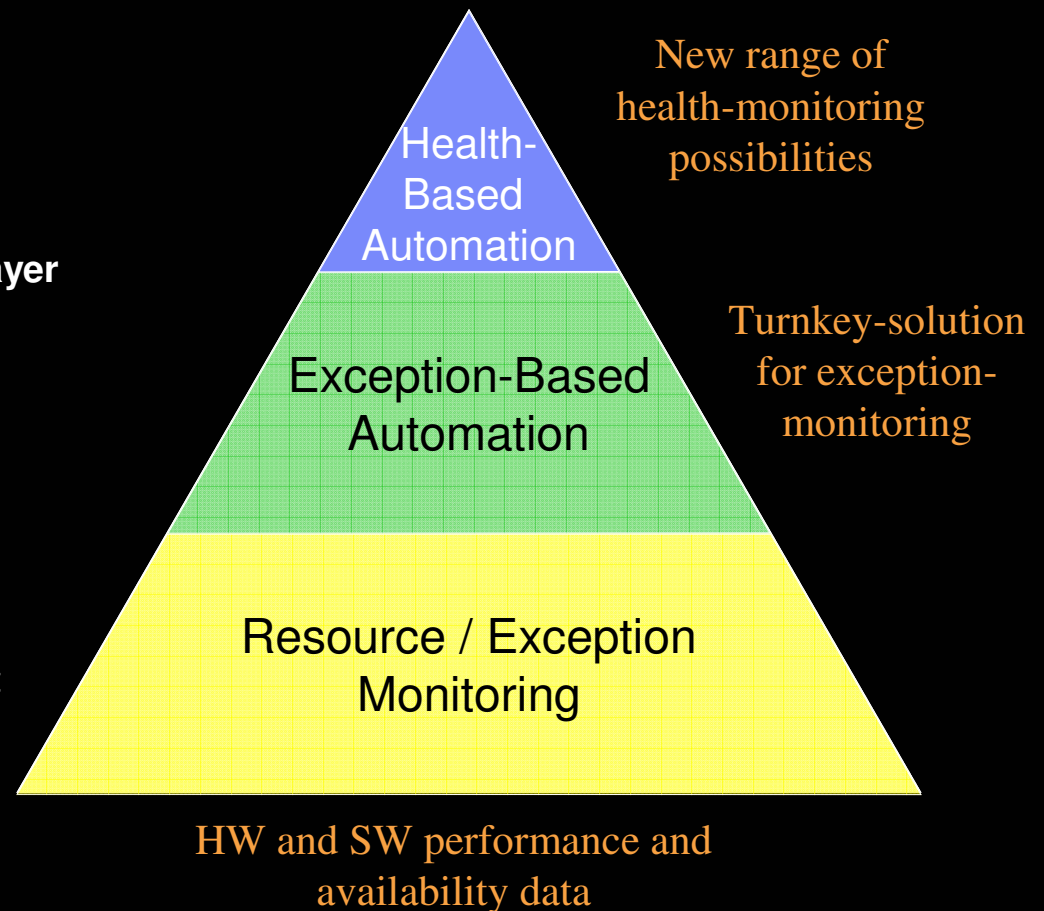 New range of
health-monitoring
possibilities
Health-
Based
Automation
Turnkey-solution
for exception-
monitoring
Exception-Based
Automation
Resource / Exception
Monitoring
HW and SW performance and
availability data